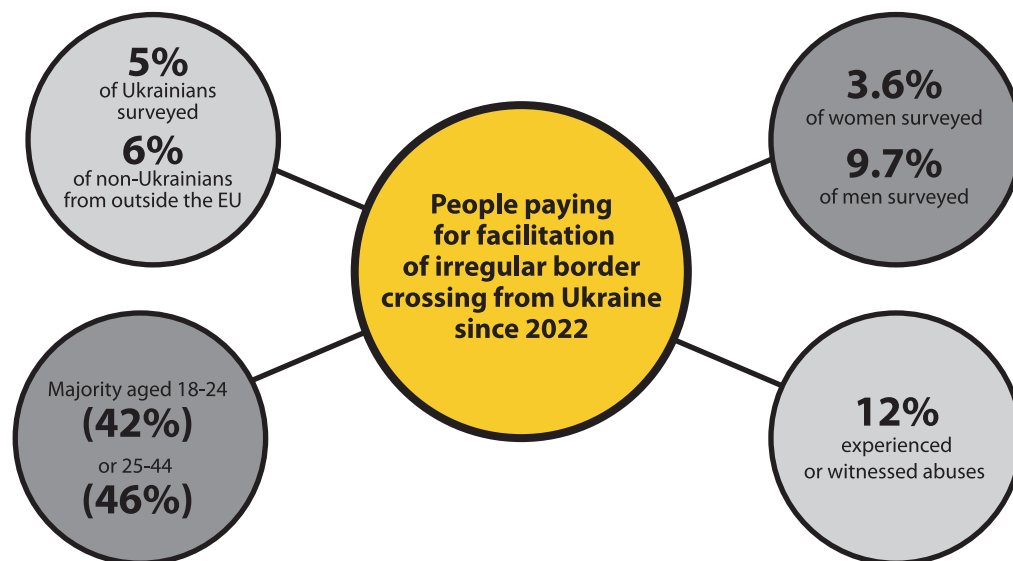 5%
of Ukrainians
surveyed
6%
of non-Ukrainians
from outside the EU
3.6%
of women surveyed
9.7%
of men surveyed
People paying
for facilitation
of irregular border
crossing from Ukraine
since 2022
Majority aged 18-24
(42%)
or 25-44
(46%)
12%
experienced
or witnessed abuses